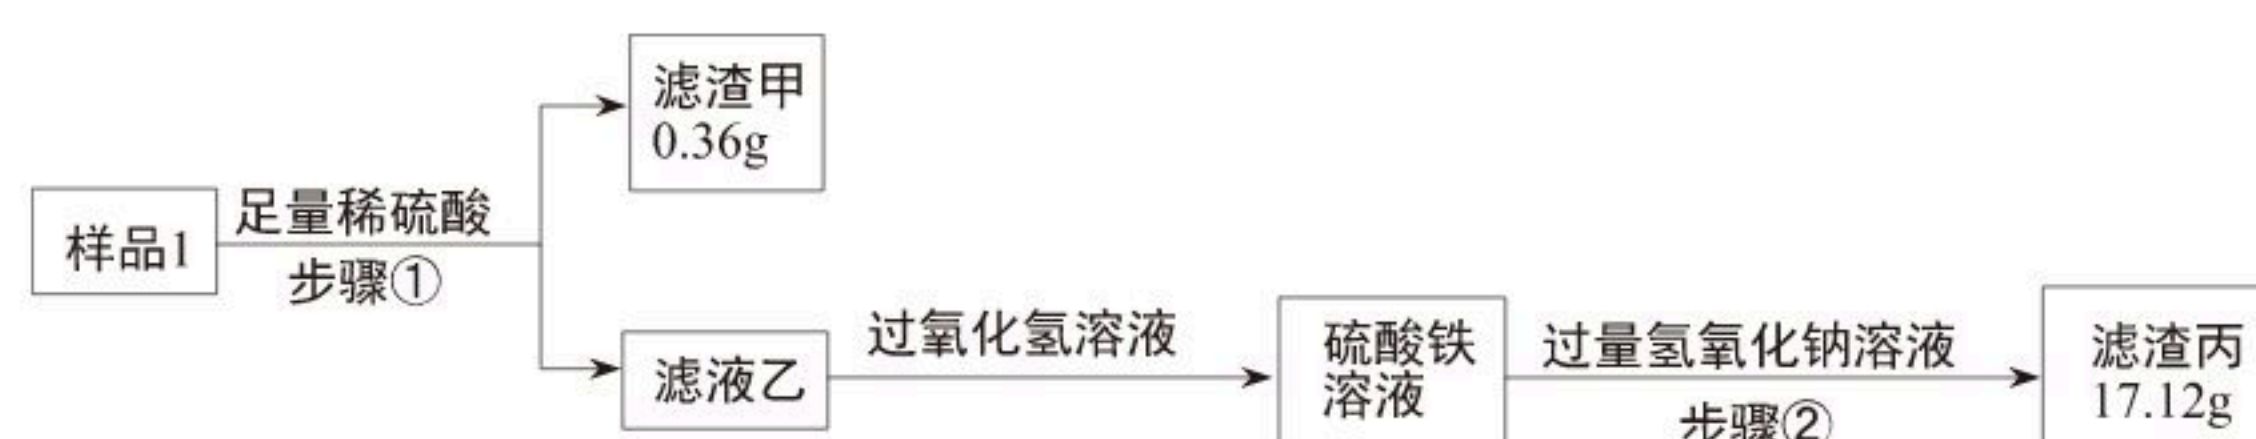 滤渣甲
0.36g
样品1
足量稀硫酸
步骤①
滤液乙
过氧化氢溶液
硫酸铁
溶液
过量氢氧化钠溶液
步骤②
滤渣丙
17.12g